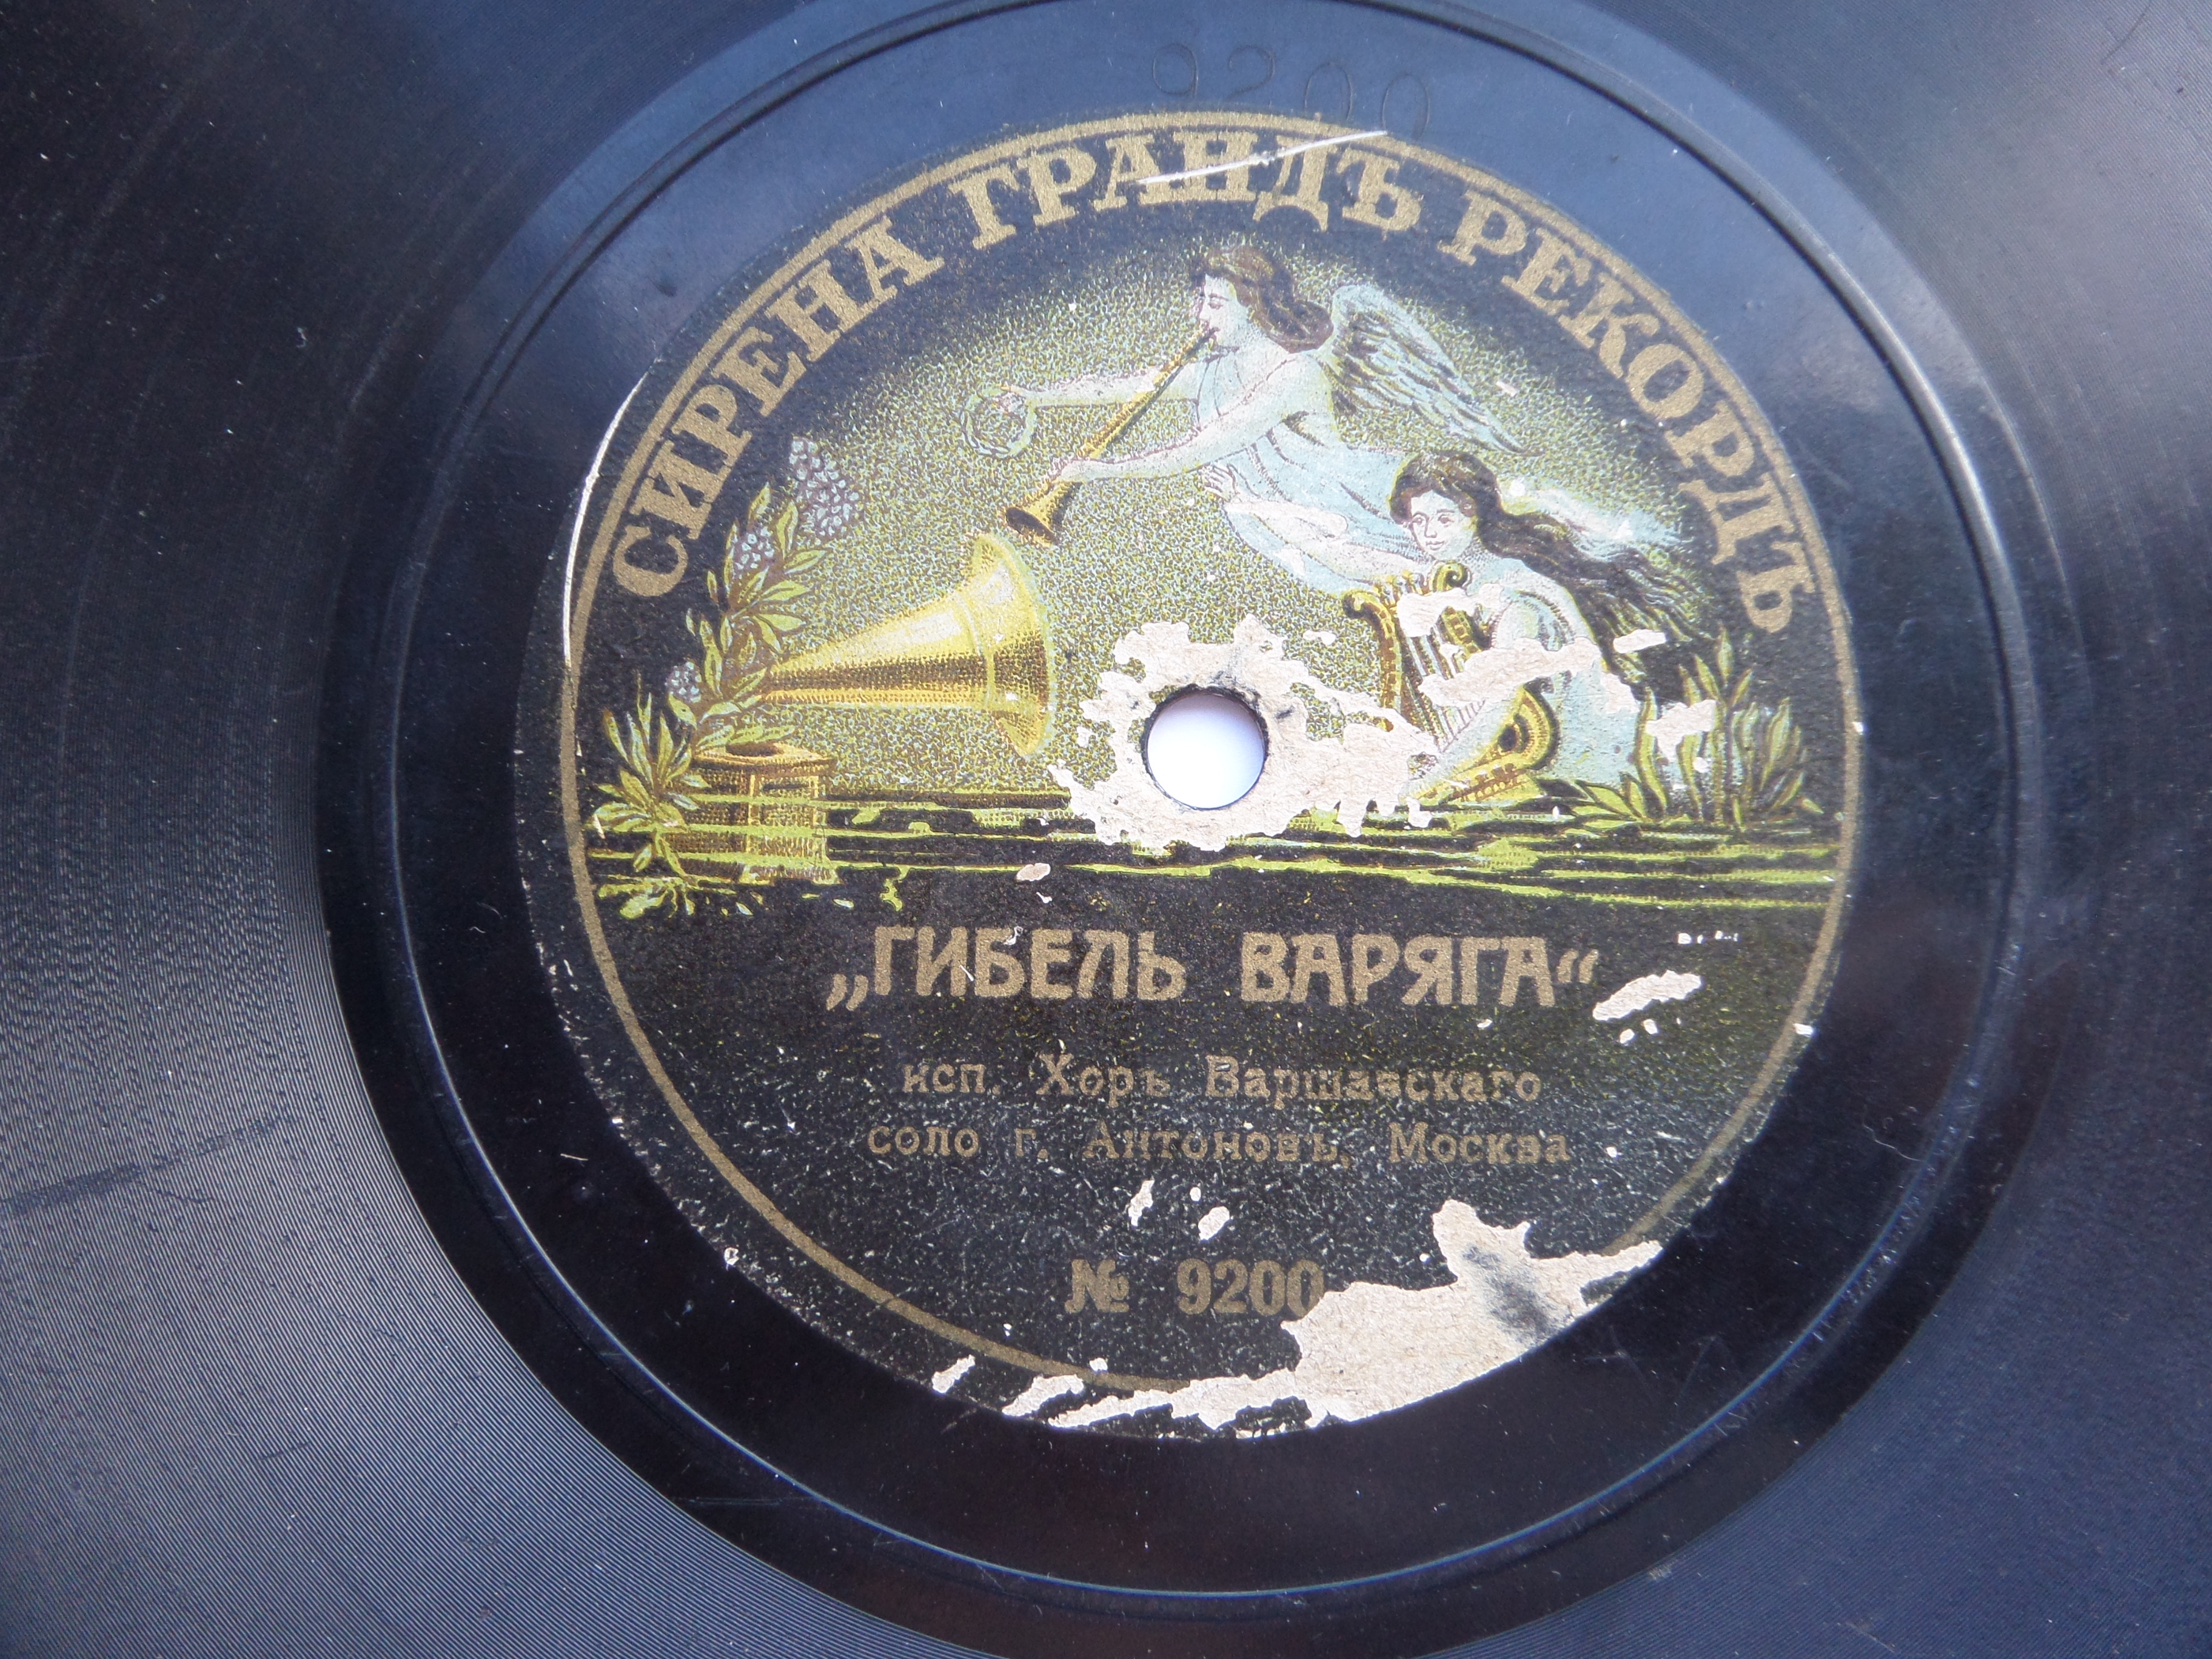 9200
СИРЕНА ГРАНДЪ РЕКОРДЪ
„ГИБЕЛЬ ВАРЯГА“
исп. Хоръ Варшавскаго
соло г. Антоновъ, Москва
№ 9200